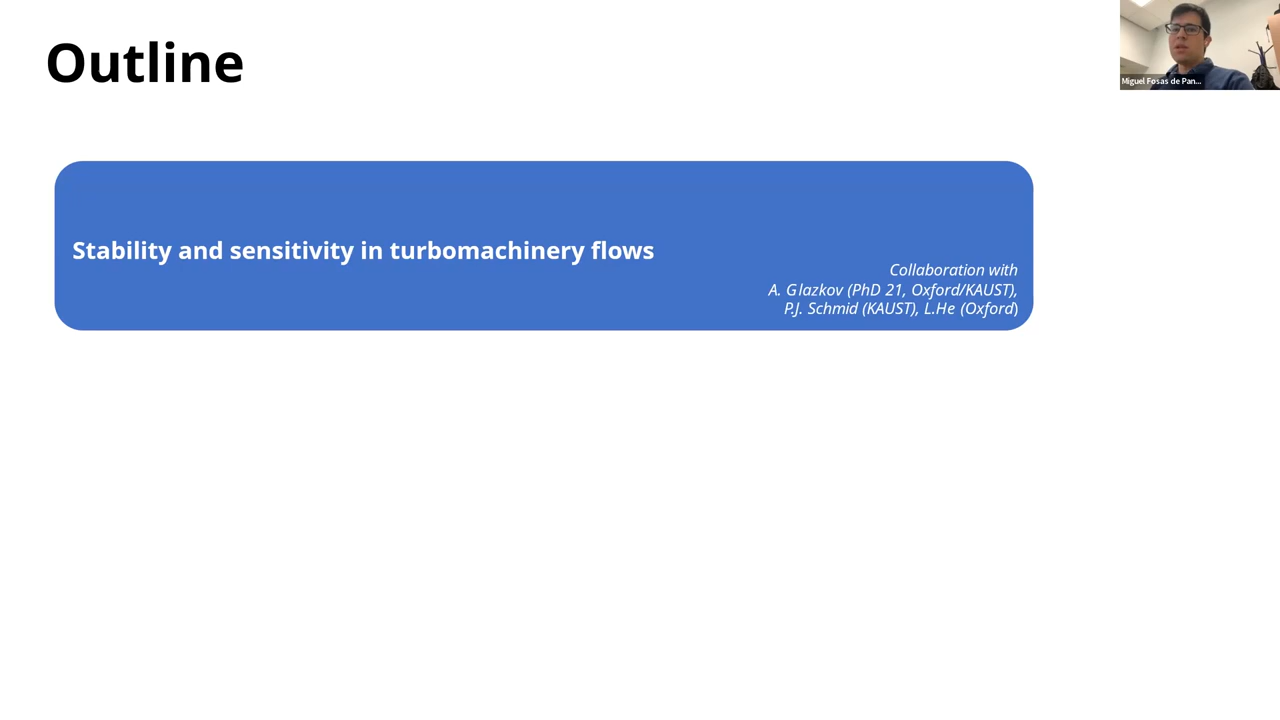 Outline
Miguel Fosas de Pan...
Stability and sensitivity in turbomachinery flows
Collaboration with
A. Glazkov (PhD 21, Oxford/KAUST),
P.J. Schmid (KAUST), L.He (Oxford)